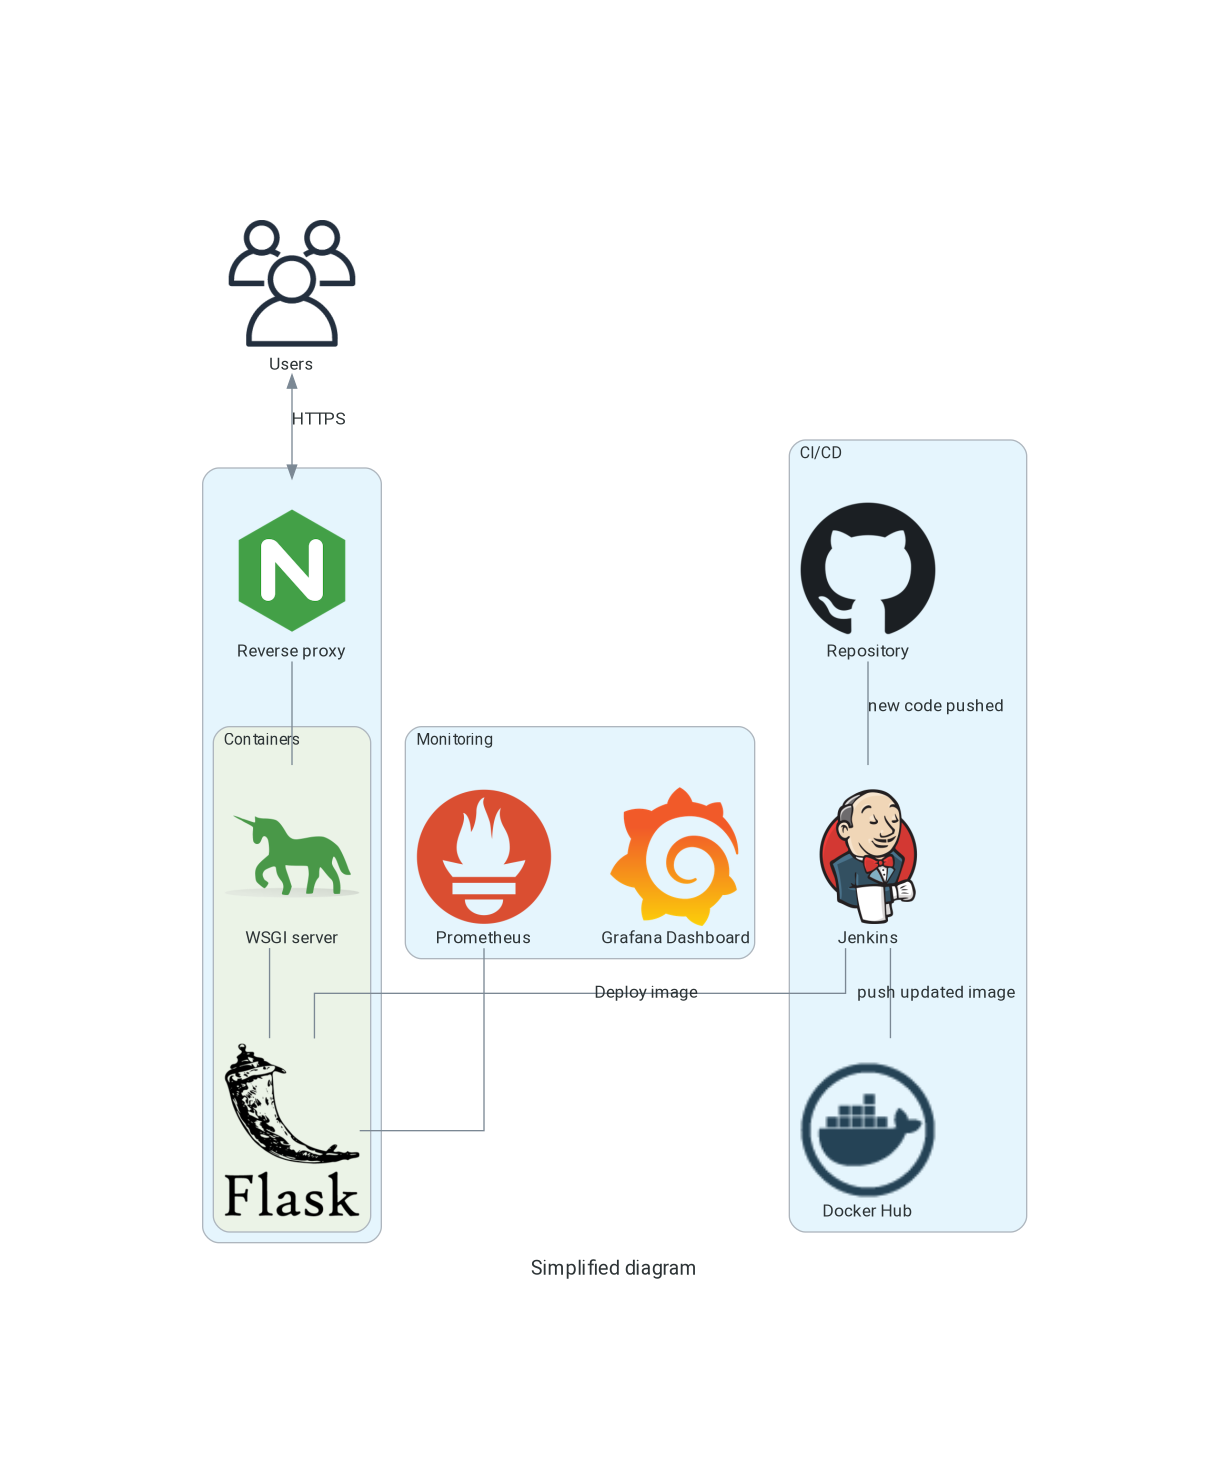 Users
HTTPS
CI/CD
N
Reverse proxy
Repository
new code pushed
Containers
Monitoring
WSGI server
Prometheus
Grafana Dashboard
Jenkins
Deploy image
push updated image
Flask
Docker Hub
Simplified diagram